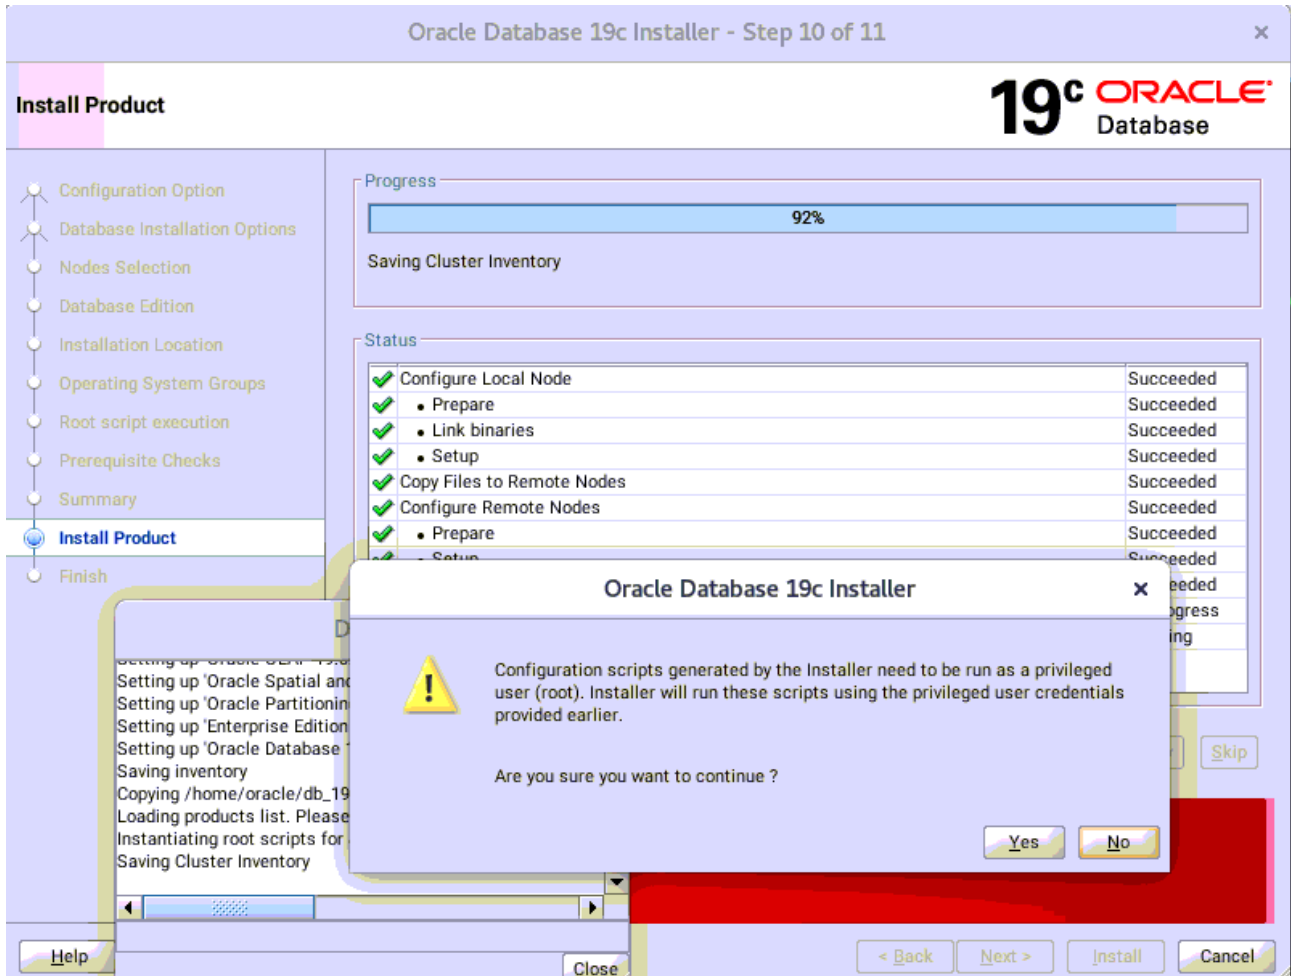 Oracle Database 19c Installer - Step 10 of 11
Install Product
19c ORACLE
Database
Configuration Option
Database Installation Options
Nodes Selection
Database Edition
Installation Location
Operating System Groups
Root script execution
Prerequisite Checks
Summary
Install Product
Finish
Progress
92%
Saving Cluster Inventory
Status
Configure Local Node Succeeded
• Prepare Succeeded
• Link binaries Succeeded
• Setup Succeeded
Copy Files to Remote Nodes Succeeded
Configure Remote Nodes Succeeded
• Prepare Succeeded
• Setup Succeeded
Oracle Database 19c Installer
Configuration scripts generated by the Installer need to be run as a privileged
user (root). Installer will run these scripts using the privileged user credentials
provided earlier.
Are you sure you want to continue ?
Yes No
Setting up 'Oracle Spatial and
Setting up 'Oracle
Setting up 'Enterprise
Setting up 'Oracle Database
Saving inventory
Copying /home/oracle/db_19
Loading products list. Please
Instantiating root scripts for
Saving Cluster Inventory
Close
Skip
Help
< Back Next > Install Cancel